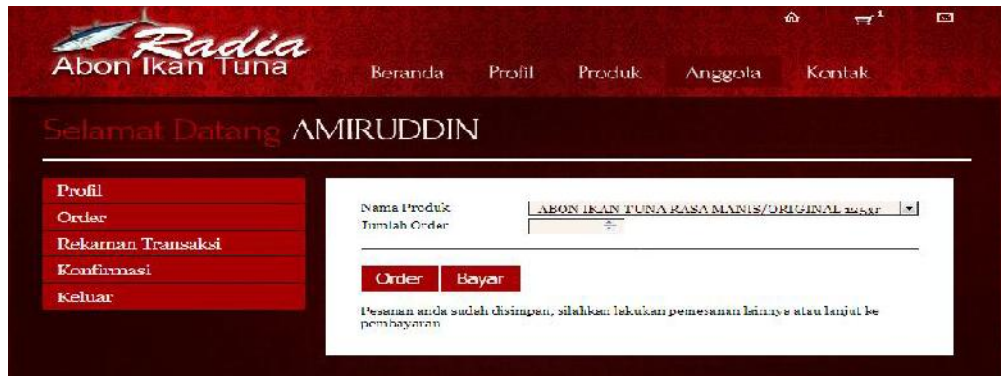 Radia
Abon Ikan Tuna
1
Beranda Profil Produk Anggota Kontak
Selamat Datang AMIRUDDIN
Profil
Order
Rekaman Transaksi
Konfirmasi
Keluar
Nama Produk ABON IKAN TUNA RASA MANIS/ORIGINAL 125gr
Jumlah Order
Order Bayar
Pesanan anda sudah disimpan, silahkan lakukan pemesanan lainnya atau lanjut ke
pembayaran